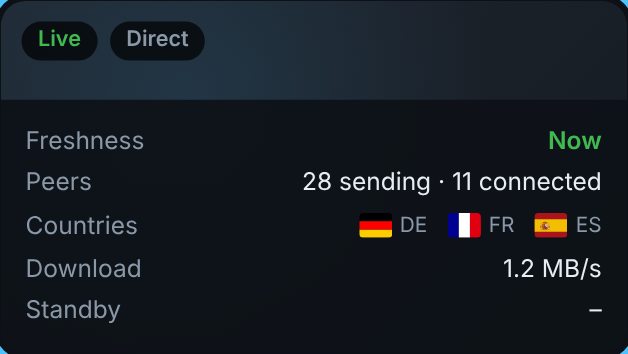 Live Direct
Freshness Now
Peers 28 sending · 11 connected
Countries DE FR ES
Download 1.2 MB/s
Standby –